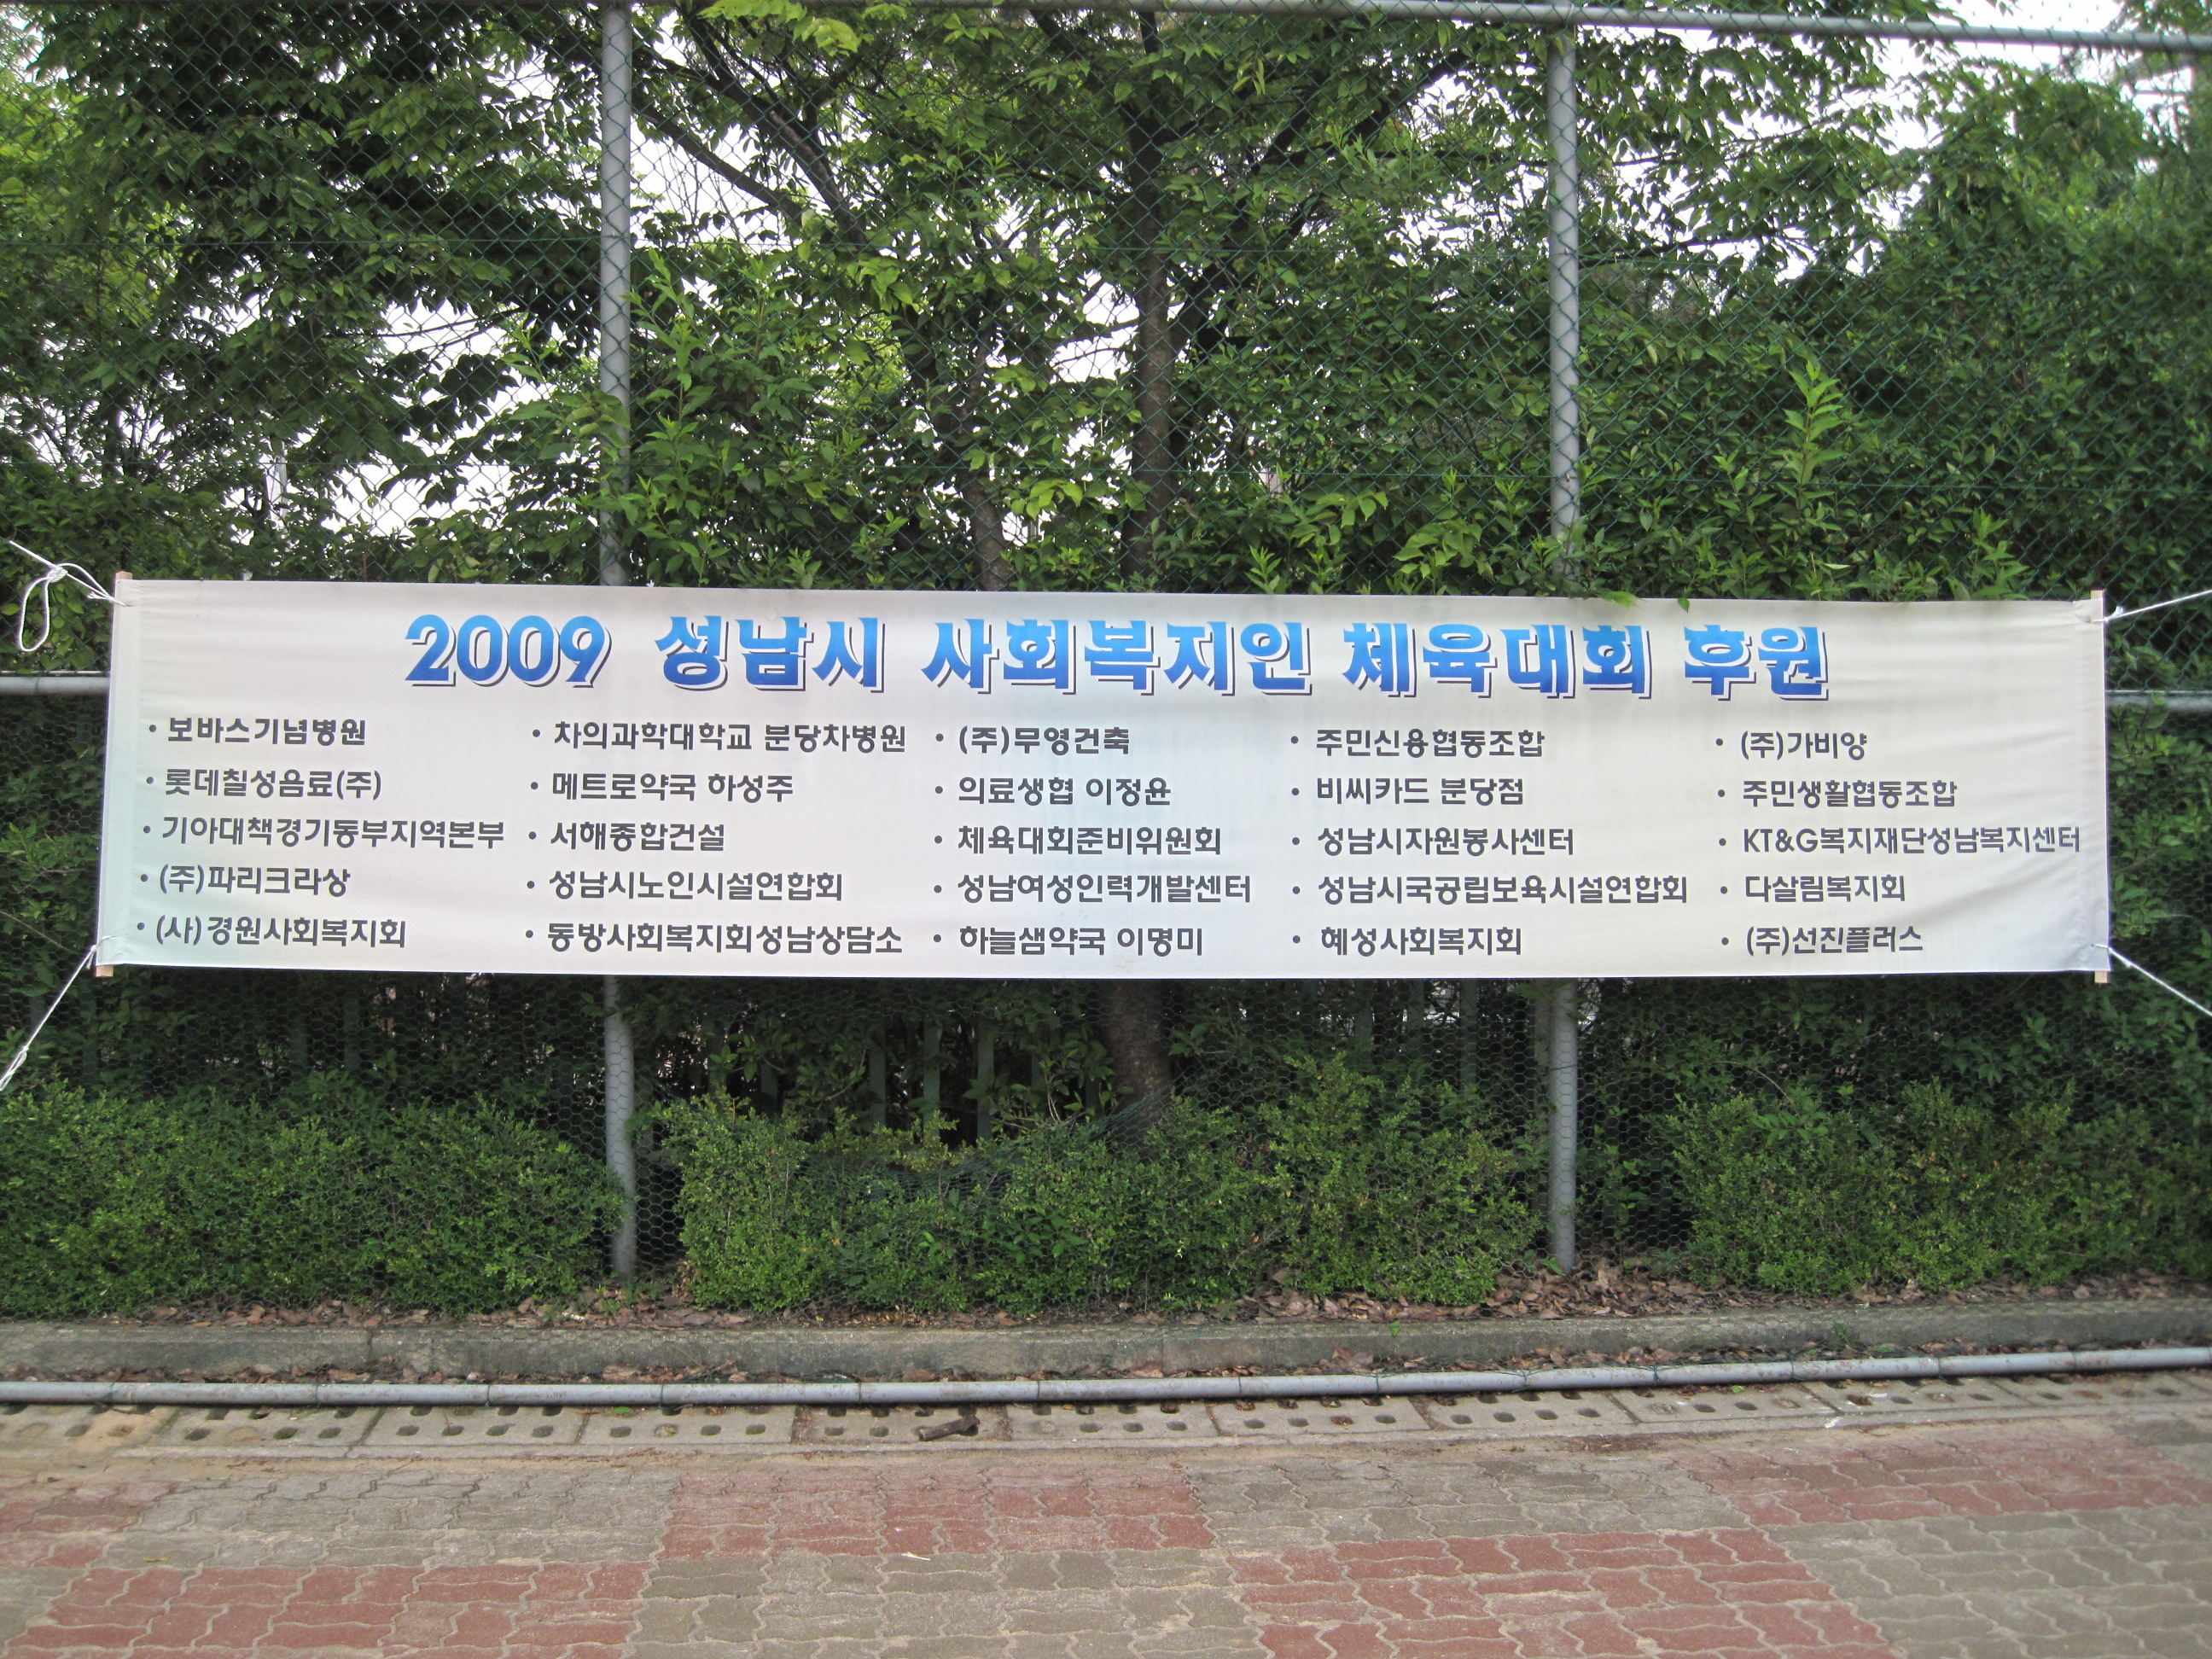 2009 성남시 사회복지인 체육대회 후원
• 보바스기념병원
• 롯데칠성음료(주)
• 기아대책경기동부지역본부
• (주)파리크라상
• (사)경원사회복지회
• 차의과학대학교 분당차병원
• 메트로약국 하성주
• 서해종합건설
• 성남시노인시설연합회
• 동방사회복지회성남상담소
• (주)무영건축
• 의료생협 이정윤
• 체육대회준비위원회
• 성남여성인력개발센터
• 하늘샘약국 이명미
• 주민신용협동조합
• 비씨카드 분당점
• 성남시자원봉사센터
• 성남시국공립보육시설연합회
• 혜성사회복지회
• (주)가비양
• 주민생활협동조합
• KT&G복지재단성남복지센터
• 다살림복지회
• (주)선진플러스